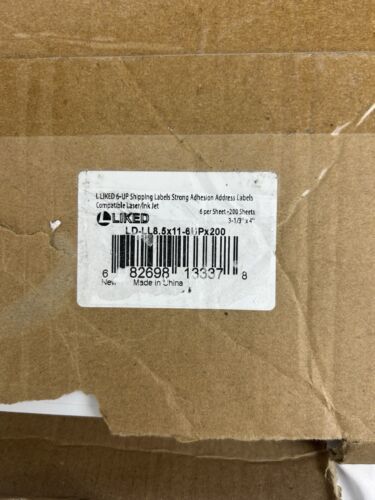 L LIKED 6-UP Shipping Labels Strong Adhesion Address Labels
Compatible Laser/Ink Jet
6 per Sheet-200 Sheets
LIKED
3-1/3" x 4"
LD-LL8.5x11-6UPx200
6 82698 13337 8
New Made in China